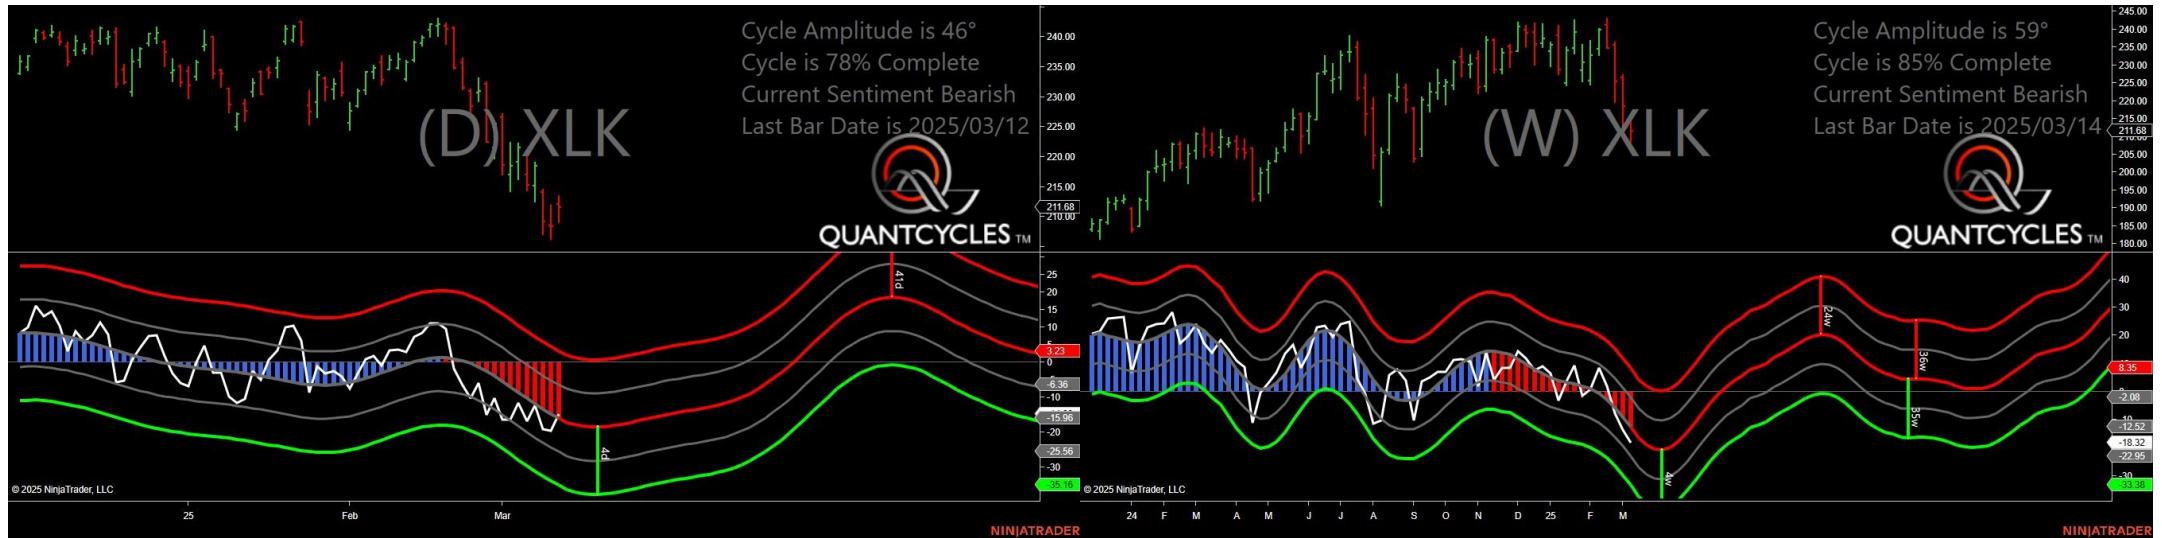 Cycle Amplitude is 46°
Cycle is 78% Complete
Current Sentiment Bearish
Last Bar Date is 2025/03/12
(D) XLK
QUANTCYCLES TM
240.00
235.00
230.00
225.00
220.00
215.00
211.68
210.00
41d
4d
25
20
15
10
5
3.23
0
-6.36
-10
-15.96
-20
-25.56
-30
-35.16
© 2025 NinjaTrader, LLC
25
Feb
Mar
NINJATRADER
Cycle Amplitude is 59°
Cycle is 85% Complete
Current Sentiment Bearish
Last Bar Date is 2025/03/14
(W) XLK
QUANTCYCLES TM
245.00
240.00
235.00
230.00
225.00
220.00
215.00
211.68
205.00
200.00
195.00
190.00
185.00
180.00
24w
36w
35w
4w
40
30
20
8.35
-2.08
-12.52
-18.32
-22.95
-30
-33.38
© 2025 NinjaTrader, LLC
24 F M A M J J A S O N D 25 F M
NINJATRADER